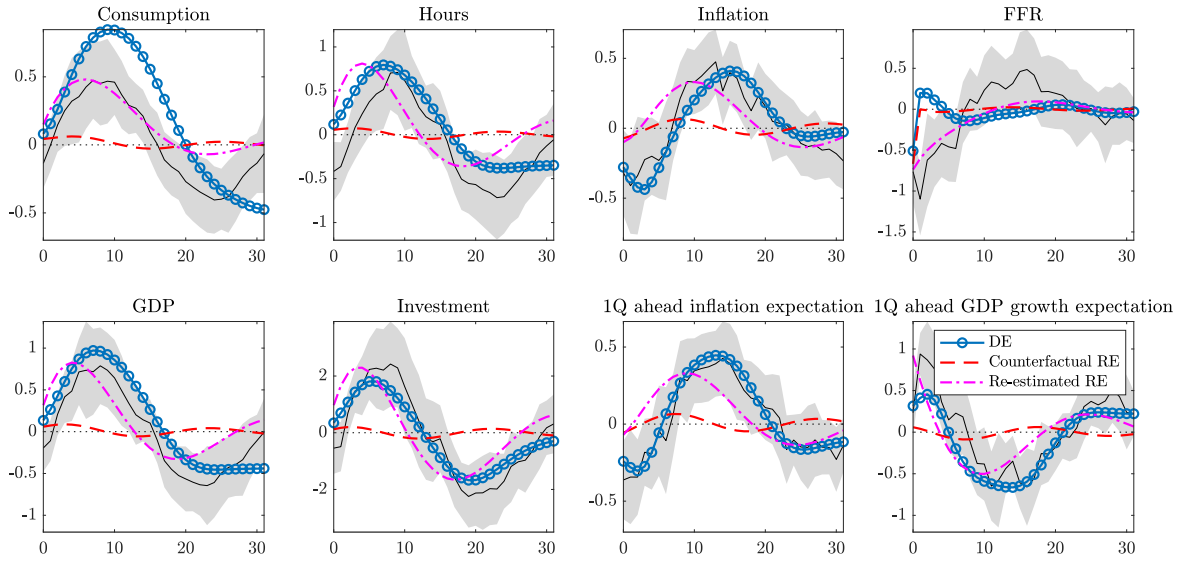 Consumption
Hours
Inflation
FFR
0.5
0
-0.5
0 10 20 30
1
0.5
0
-0.5
-1
0 10 20 30
0.5
0
-0.5
0 10 20 30
0.5
0
-0.5
-1
-1.5
0 10 20 30
GDP
Investment
1Q ahead inflation expectation
1Q ahead GDP growth expectation
1
0.5
0
-0.5
-1
0 10 20 30
2
0
-2
0 10 20 30
0.5
0
-0.5
0 10 20 30
1
0.5
0
-0.5
-1
0 10 20 30
DE
Counterfactual RE
Re-estimated RE